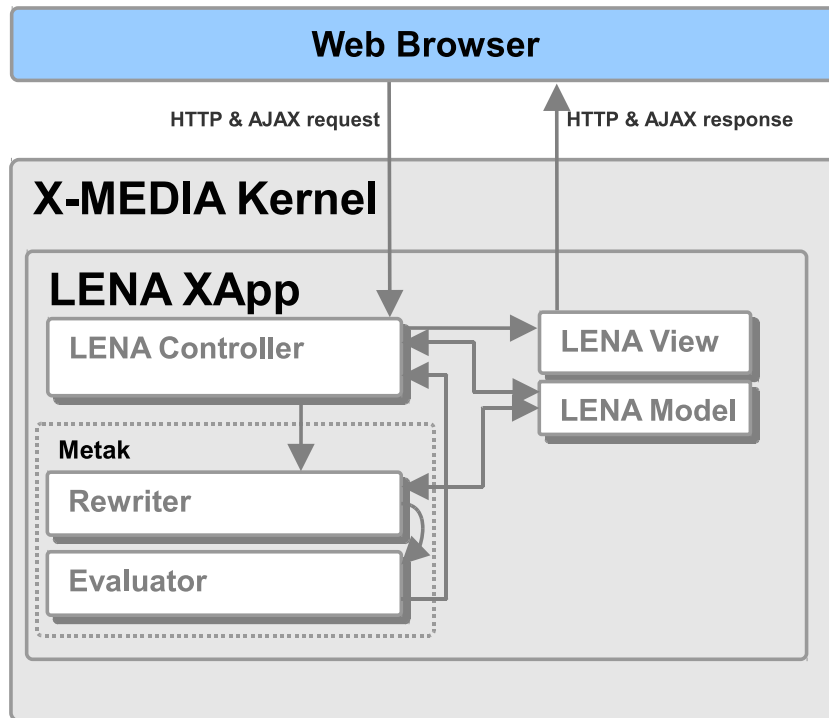 Web Browser
HTTP & AJAX request
HTTP & AJAX response
X-MEDIA Kernel
LENA XApp
LENA Controller
LENA View
LENA Model
Metak
Rewriter
Evaluator